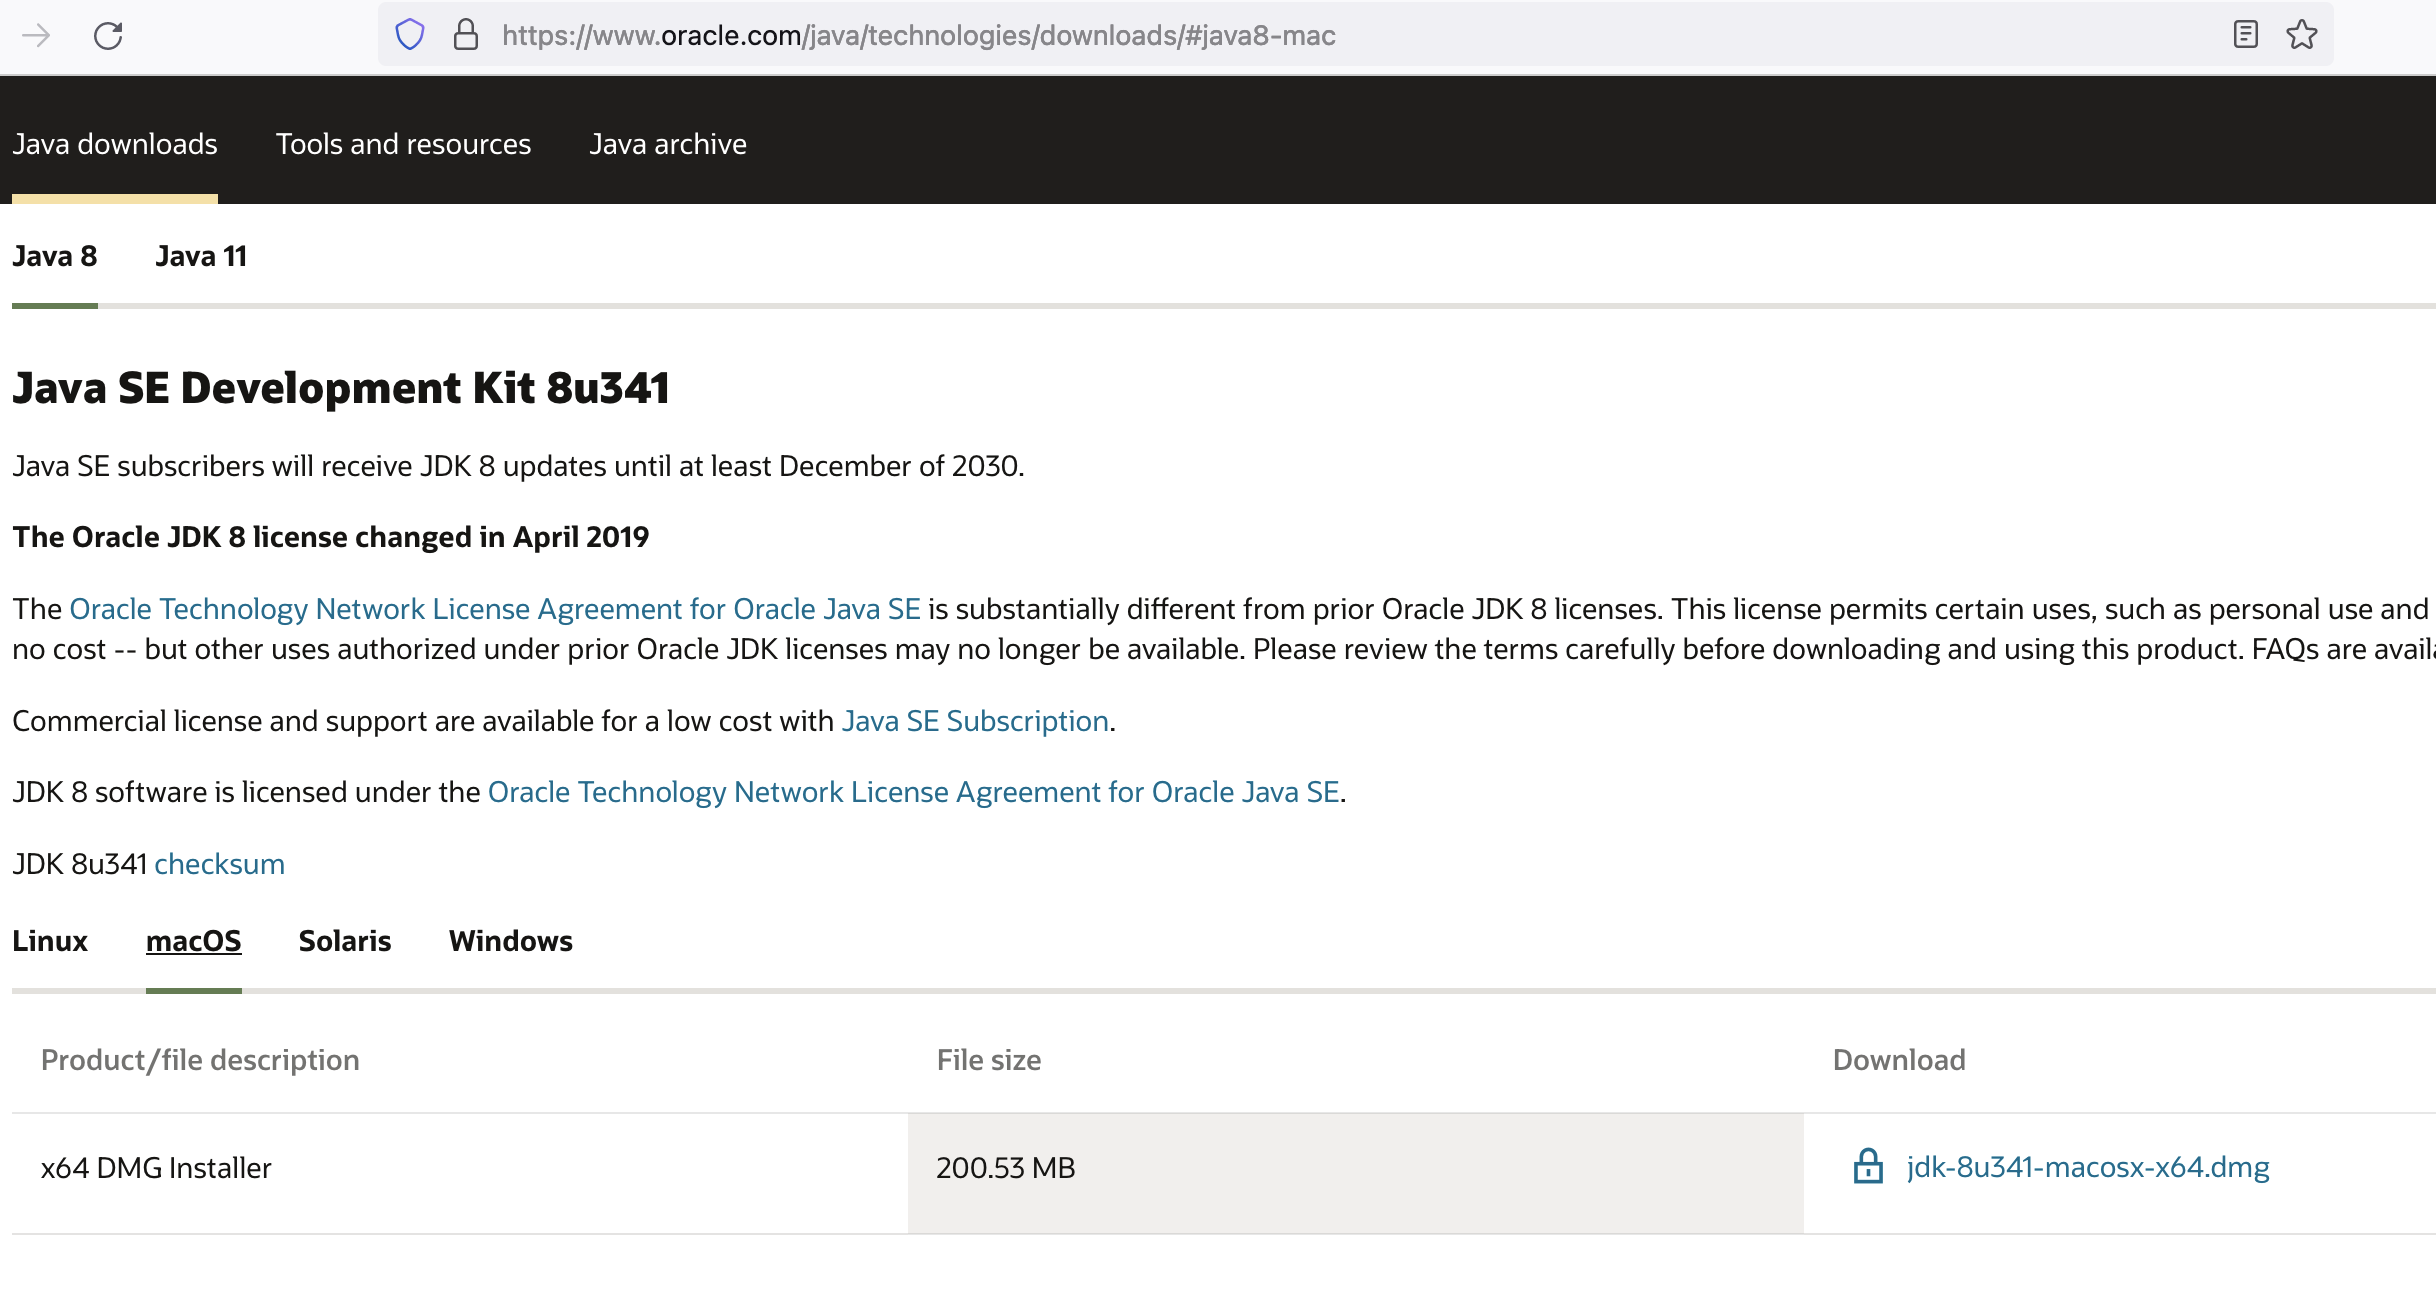 https://www.oracle.com/java/technologies/downloads/#java8-mac
Java downloads Tools and resources Java archive
Java 8 Java 11
Java SE Development Kit 8u341
Java SE subscribers will receive JDK 8 updates until at least December of 2030.
The Oracle JDK 8 license changed in April 2019
The Oracle Technology Network License Agreement for Oracle Java SE is substantially different from prior Oracle JDK 8 licenses. This license permits certain uses, such as personal use and
no cost -- but other uses authorized under prior Oracle JDK licenses may no longer be available. Please review the terms carefully before downloading and using this product. FAQs are
Commercial license and support are available for a low cost with Java SE Subscription.
JDK 8 software is licensed under the Oracle Technology Network License Agreement for Oracle Java SE.
JDK 8u341 checksum
Linux macOS Solaris Windows
Product/file description File size Download
x64 DMG Installer 200.53 MB jdk-8u341-macosx-x64.dmg